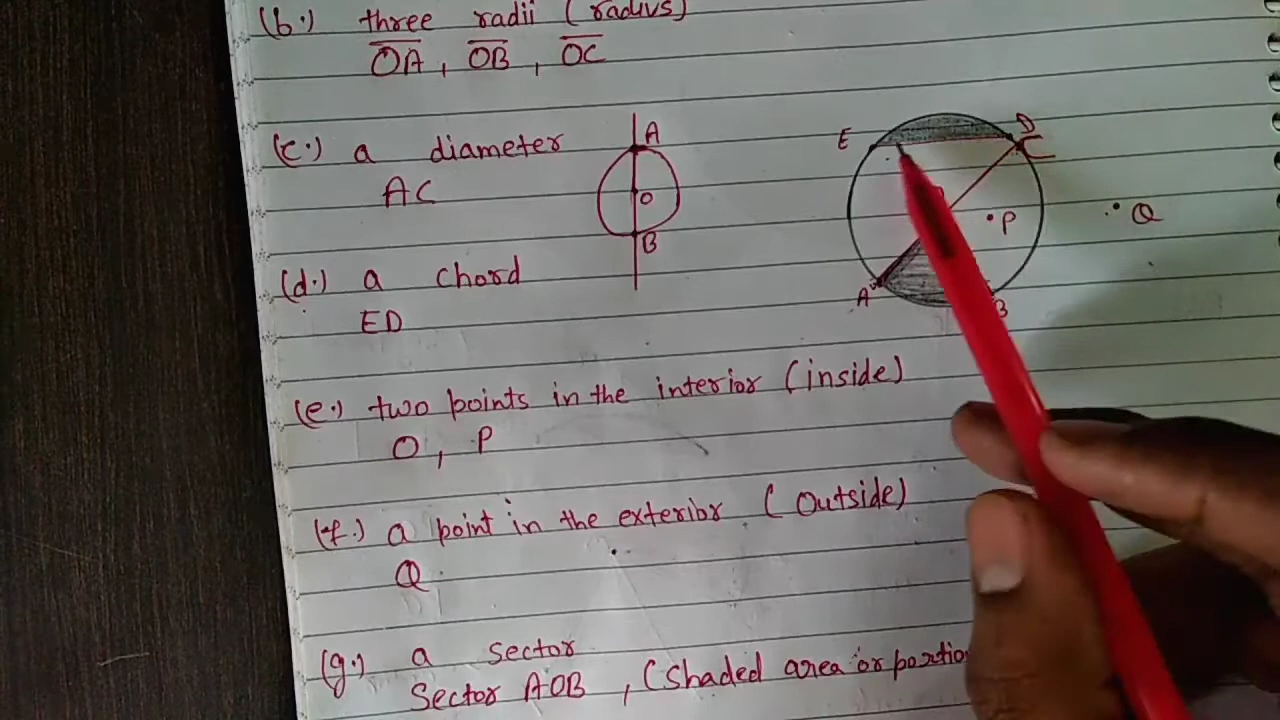 (b.) three radii (radius)
OA, OB, OC
(c.) a diameter
AC
A
O
B
E
D
C
P
Q
A
B
(d.) a chord
ED
(e.) two points in the interior (inside)
O, P
(f.) a point in the exterior (outside)
Q
(g.) a sector
Sector AOB, (shaded area or portio